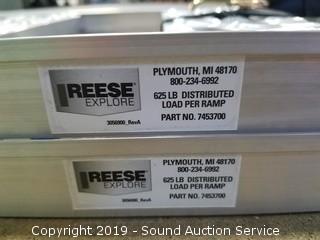 REESE
EXPLORE
3056900_RevA
PLYMOUTH, MI 48170
800-234-6992
625 LB DISTRIBUTED
LOAD PER RAMP
PART NO. 7453700
REESE
EXPLORE
3056900_RevA
PLYMOUTH, MI 48170
800-234-6992
625 LB DISTRIBUTED
LOAD PER RAMP
PART NO. 7453700
Copyright 2019 - Sound Auction Service